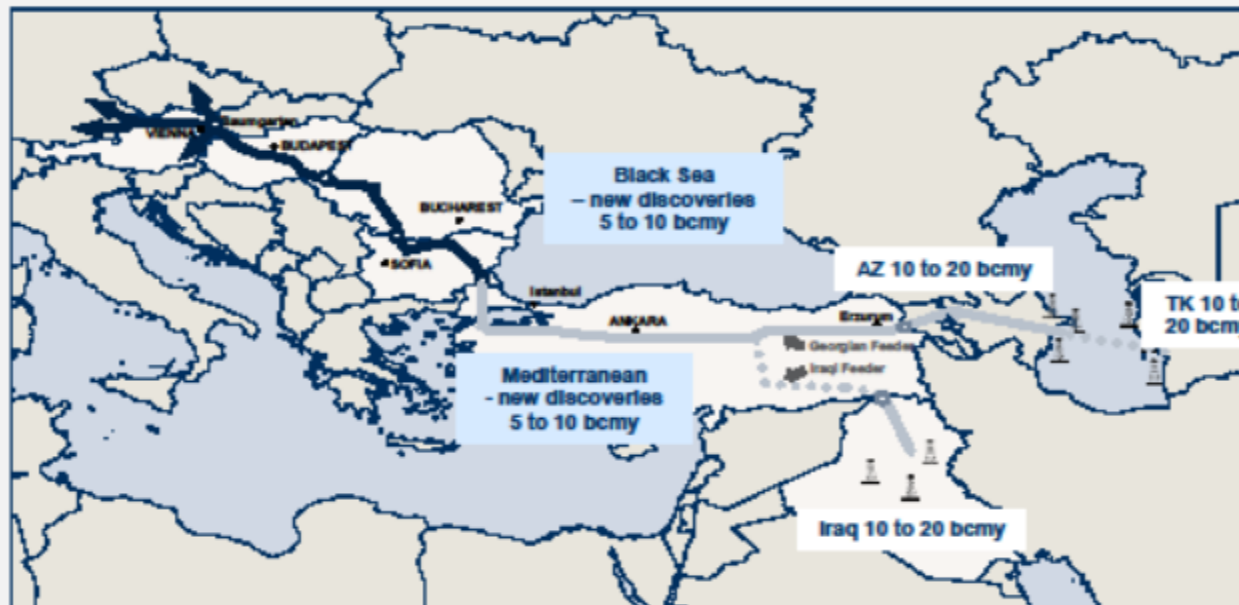 Baumgarten
VIENNA
BUDAPEST
Black Sea
– new discoveries
5 to 10 bcmy
BUCHAREST
SOFIA
AZ 10 to 20 bcmy
Istanbul
TK 10 to
20 bcmy
ANKARA
Erzurum
Georgian Feeder
Iraqi Feeder
Mediterranean
- new discoveries
5 to 10 bcmy
Iraq 10 to 20 bcmy